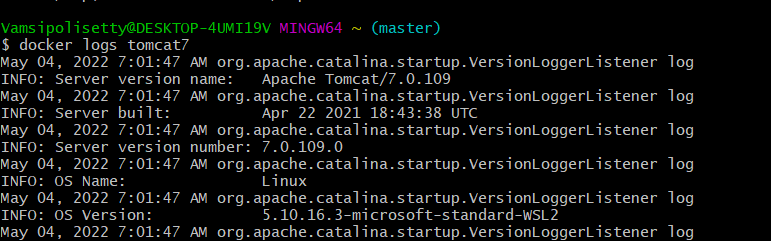 Vamsipolisetty@DESKTOP-4UMI19V MINGW64 ~ (master)
$ docker logs tomcat7
May 04, 2022 7:01:47 AM org.apache.catalina.startup.VersionLoggerListener log
INFO: Server version name:   Apache Tomcat/7.0.109
May 04, 2022 7:01:47 AM org.apache.catalina.startup.VersionLoggerListener log
INFO: Server built:          Apr 22 2021 18:43:38 UTC
May 04, 2022 7:01:47 AM org.apache.catalina.startup.VersionLoggerListener log
INFO: Server version number: 7.0.109.0
May 04, 2022 7:01:47 AM org.apache.catalina.startup.VersionLoggerListener log
INFO: OS Name:               Linux
May 04, 2022 7:01:47 AM org.apache.catalina.startup.VersionLoggerListener log
INFO: OS Version:            5.10.16.3-microsoft-standard-WSL2
May 04, 2022 7:01:47 AM org.apache.catalina.startup.VersionLoggerListener log